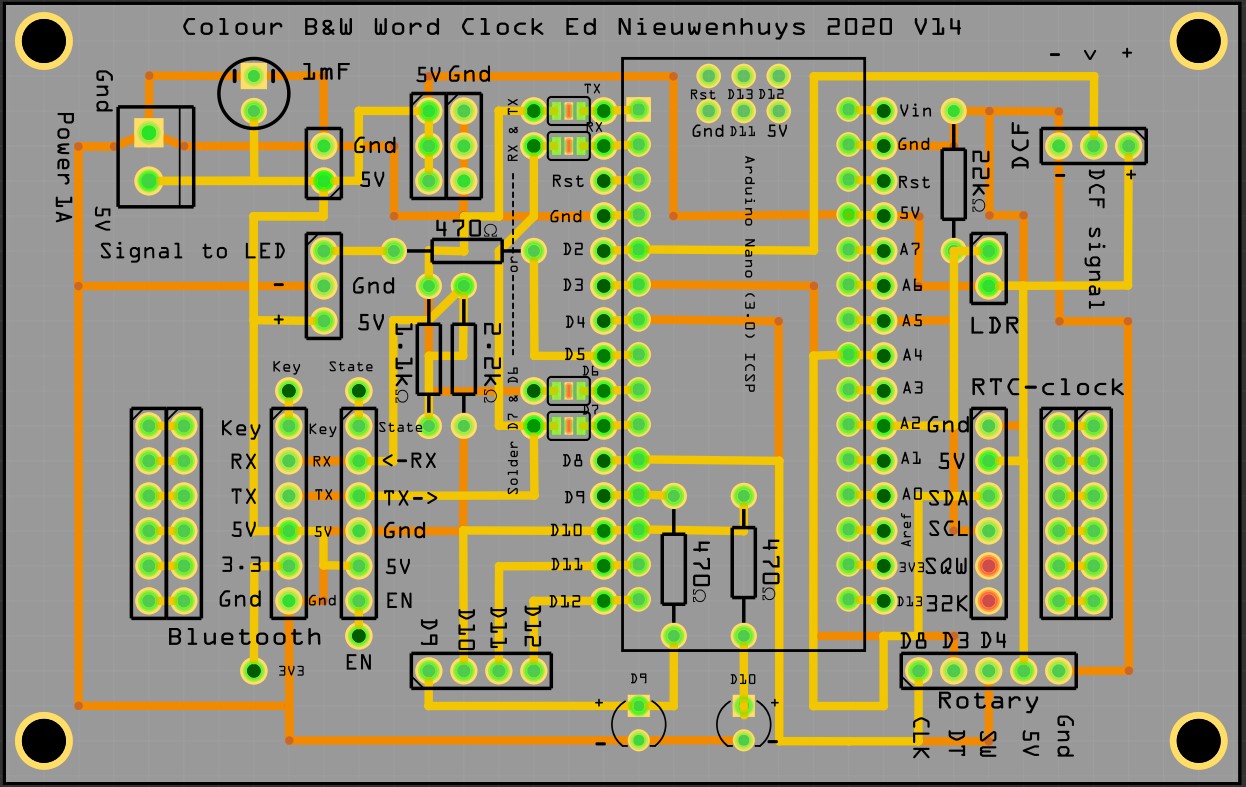 Colour B&W Word Clock Ed Nieuwenhuys 2020 V14
- v +
Gnd
Power 1A
5V
1mF
Gnd
5V
5V Gnd
RX & TX
TX
RX
Rst
Gnd
D2
D3
D4
D5
D6
D7
D8
D9
D10
D11
D12
Rst D13 D12
Gnd D11 5V
Arduino Nano (3.0) ICSP
Vin
Gnd
Rst
5V
A7
A6
A5
A4
A3
A2
A1
A0
Aref
3V3
D13
22kΩ
DCF
- +
DCF signal
LDR
Signal to LED
- Gnd
+ 5V
470Ω
1.1kΩ
2.2kΩ
Solder D7 & D6 -------or-------
Key State
Key Key State
RX RX <-RX
TX TX TX->
5V 5V Gnd
3.3 5V
Gnd Gnd EN
Bluetooth
EN
3V3
RTC-clock
Gnd
5V
SDA
SCL
SQW
32K
470Ω
470Ω
D9
D10
D11
D12
D9 D10
+ +
- -
D8 D3 D4
Rotary
CLK
DT
SW
5V
Gnd